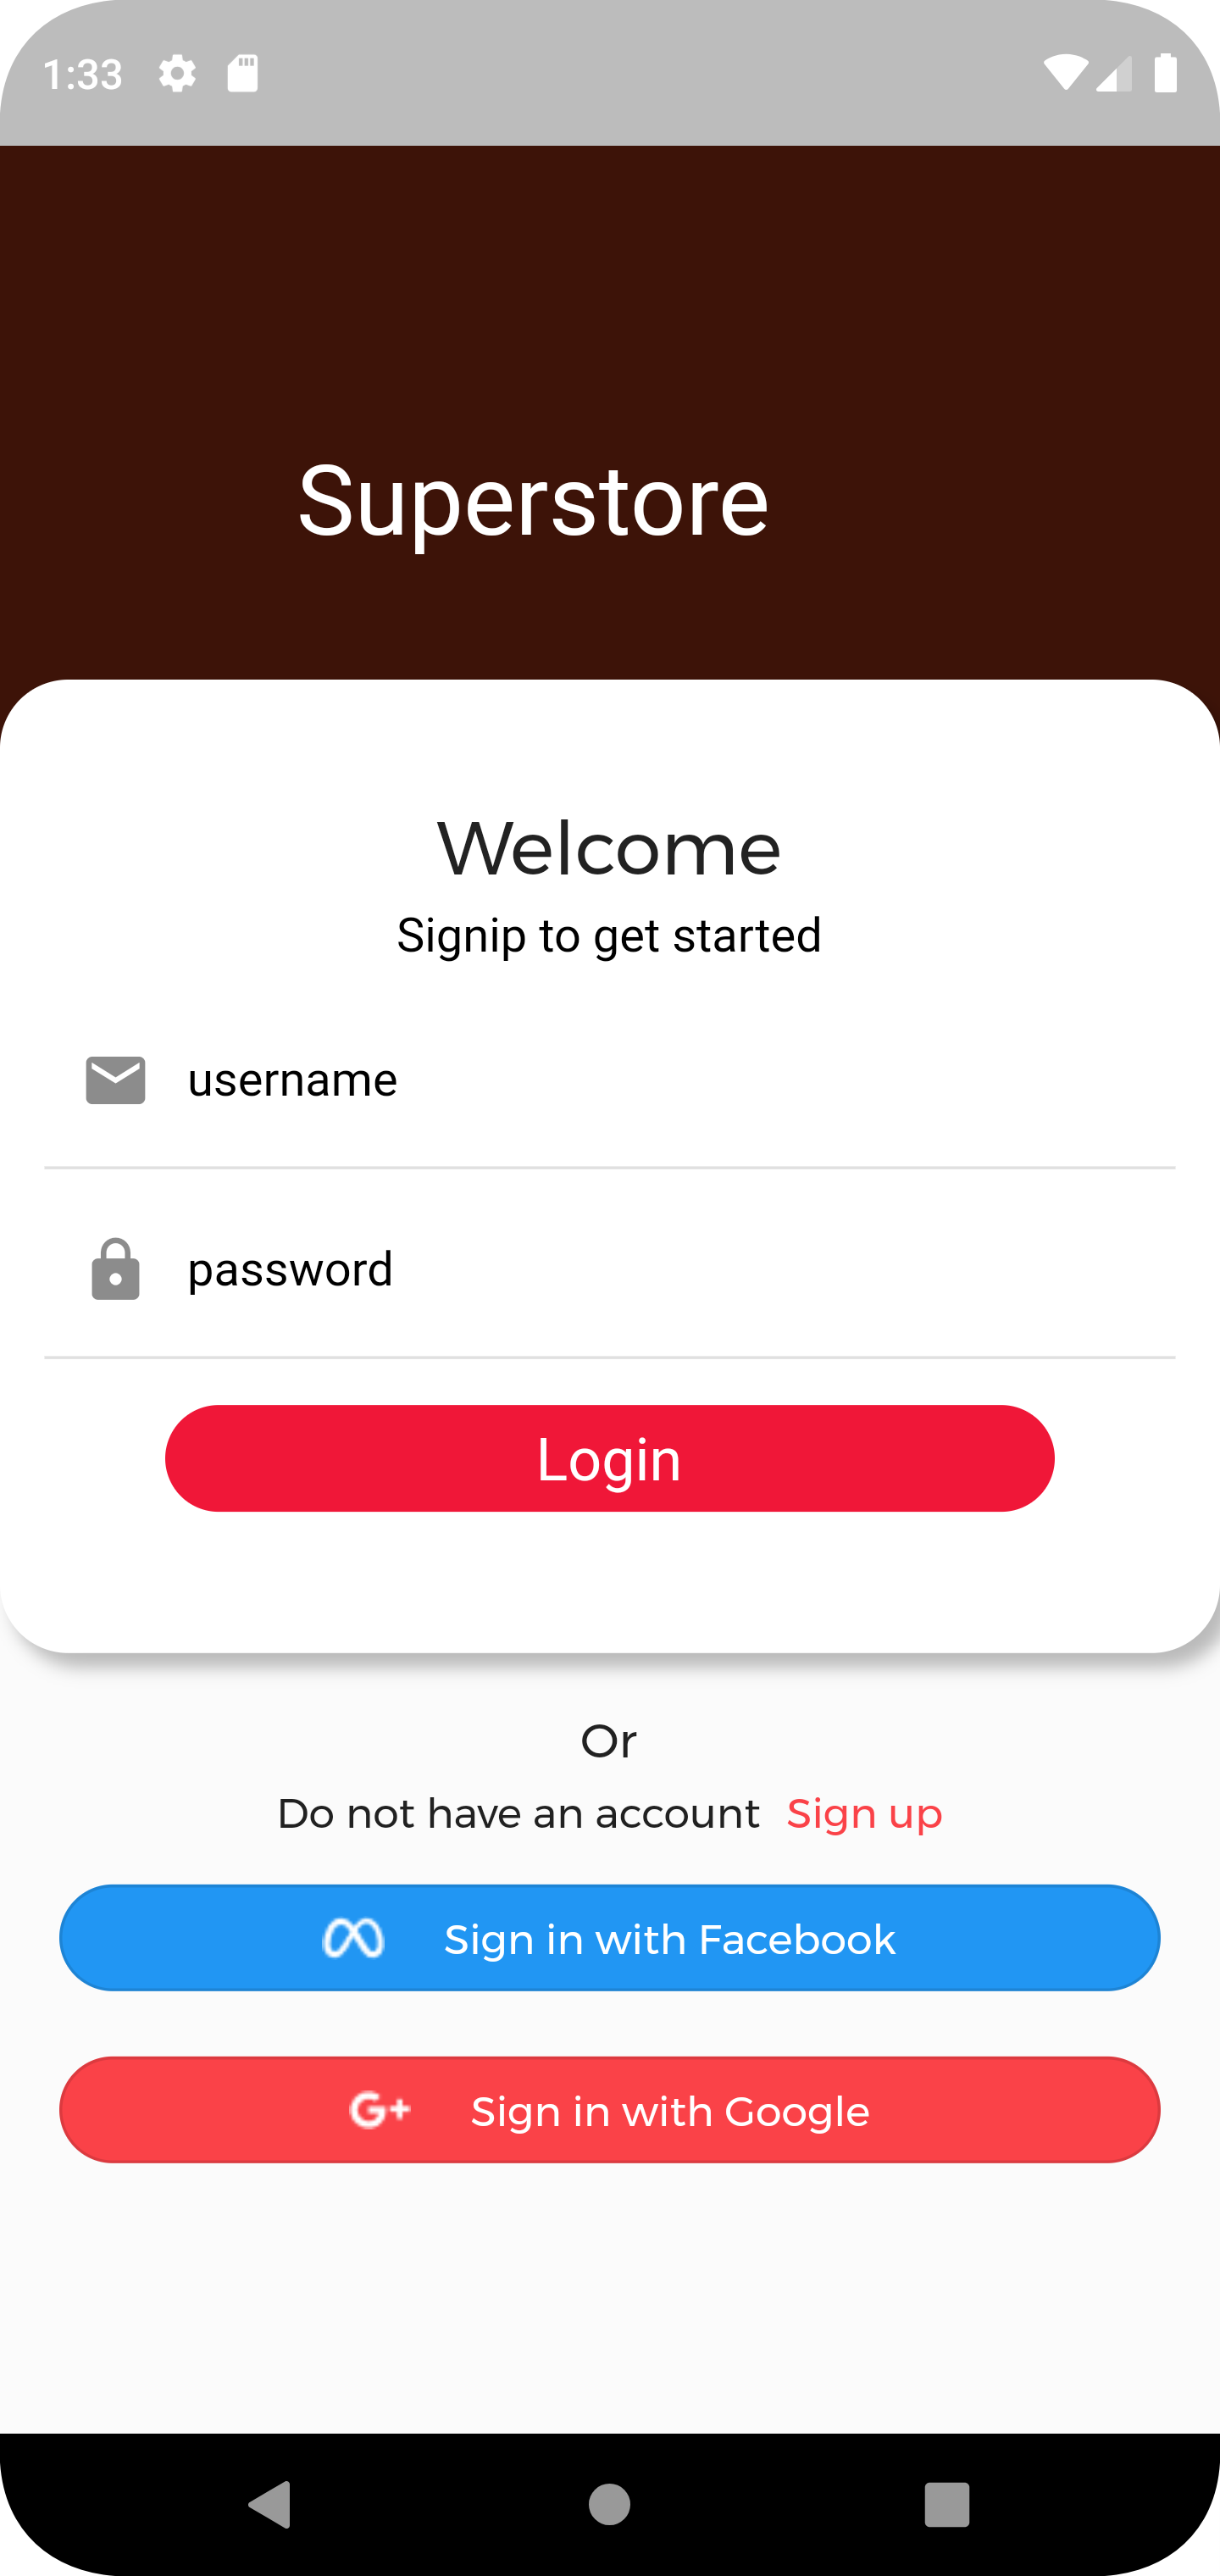 1:33
Superstore
Welcome
Signip to get started
username
password
Login
Or
Do not have an account Sign up
Sign in with Facebook
G+ Sign in with Google